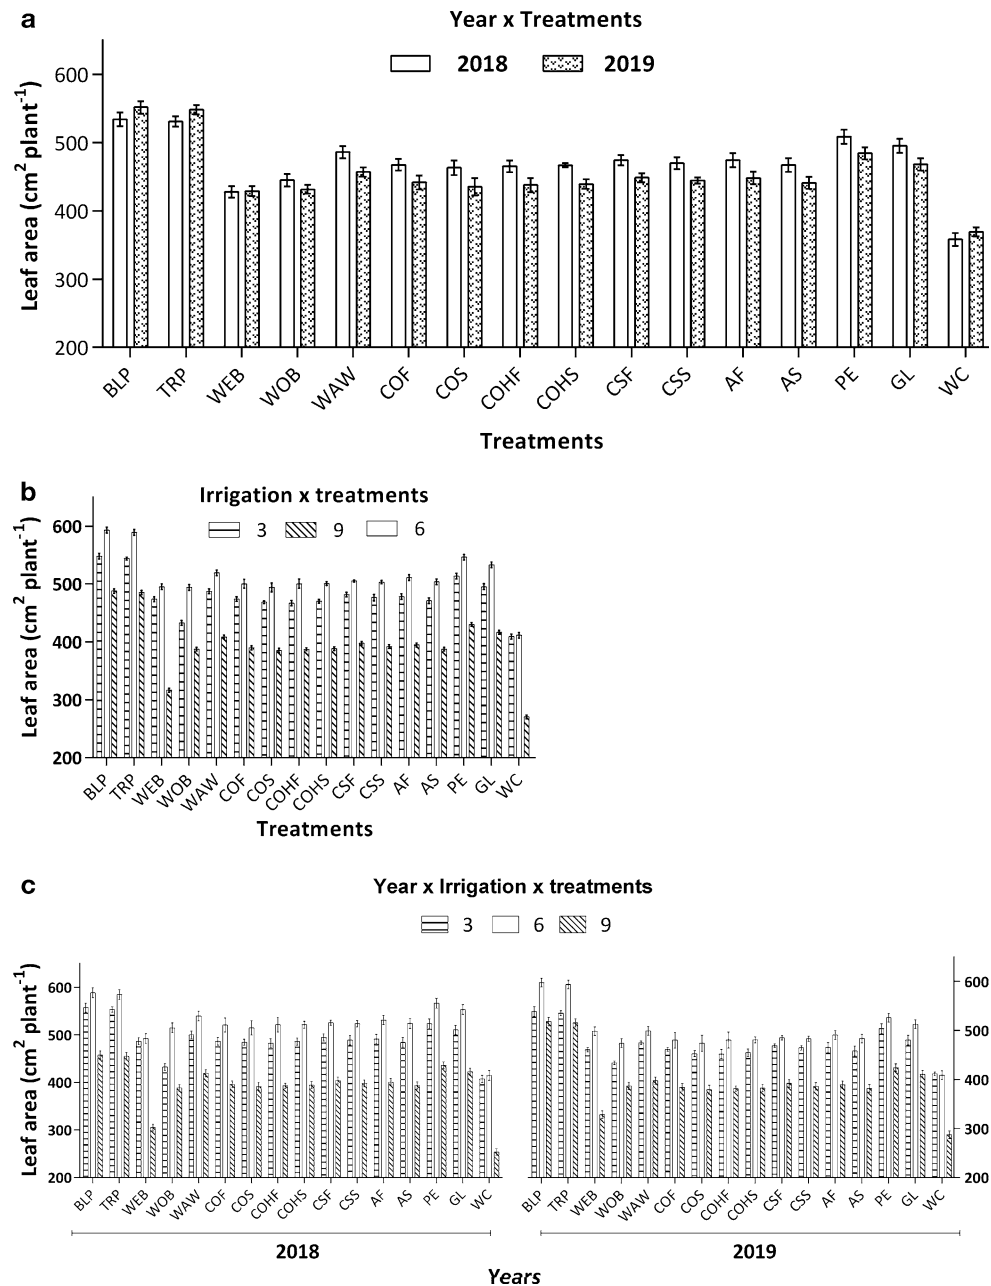 a
Year x Treatments
2018 2019
Leaf area (cm² plant⁻¹)
600
500
400
300
200
BLP TRP WEB WOB WAW COF COS COHF COHS CSF CSS AF AS PE GL WC
Treatments
b
Irrigation x treatments
3 9 6
Leaf area (cm² plant⁻¹)
600
500
400
300
200
BLP TRP WEB WOB WAW COF COS COHF COHS CSF CSS AF AS PE GL WC
Treatments
c
Year x Irrigation x treatments
3 6 9
Leaf area (cm² plant⁻¹)
600
500
400
300
200
BLP TRP WEB WOB WAW COF COS COHF COHS CSF CSS AF AS PE GL WC
2018
600
500
400
300
200
BLP TRP WEB WOB WAW COF COS COHF COHS CSF CSS AF AS PE GL WC
2019
Years